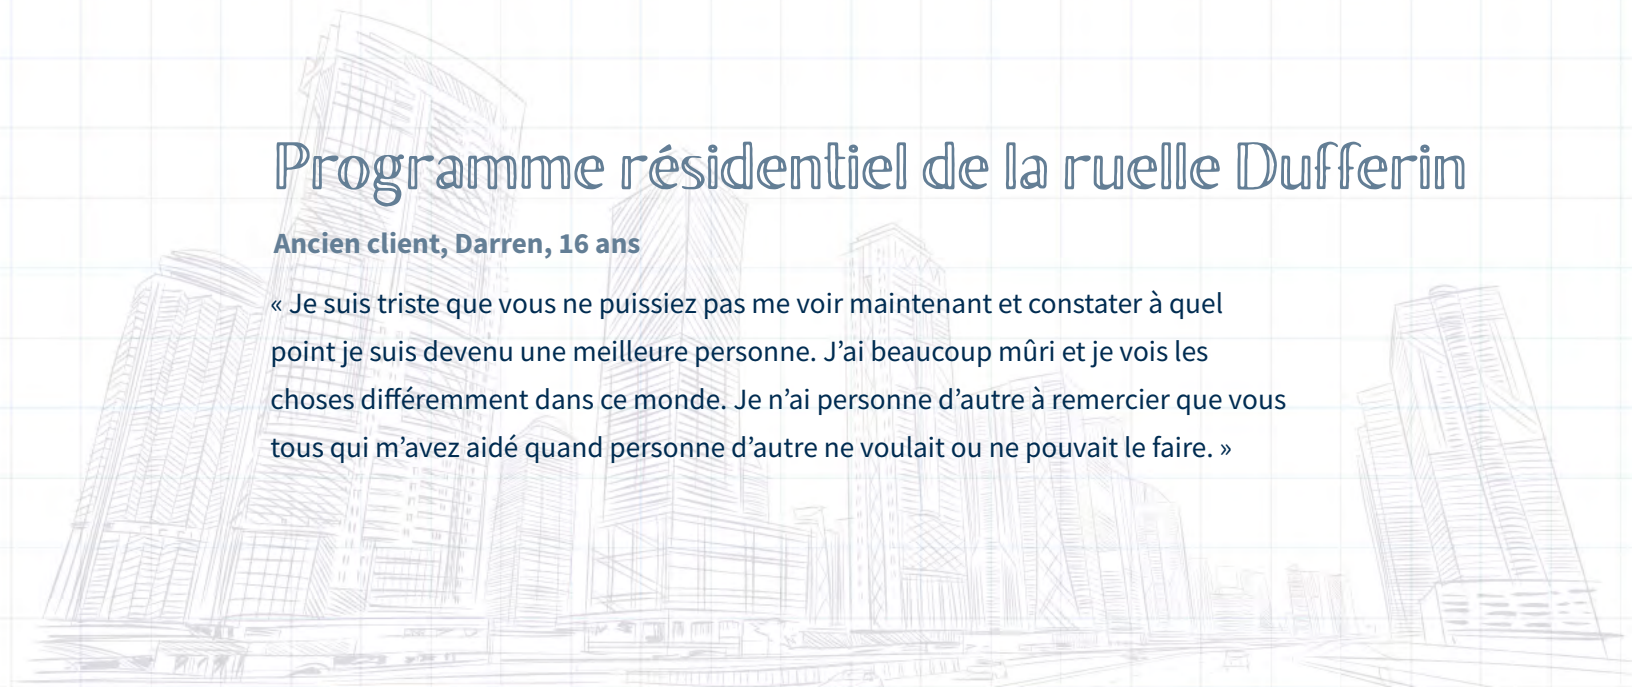 Programme résidentiel de la ruelle Dufferin
Ancien client, Darren, 16 ans
« Je suis triste que vous ne puissiez pas me voir maintenant et constater à quel
point je suis devenu une meilleure personne. J’ai beaucoup mûri et je vois les
choses différemment dans ce monde. Je n’ai personne d’autre à remercier que vous
tous qui m’avez aidé quand personne d’autre ne voulait ou ne pouvait le faire. »